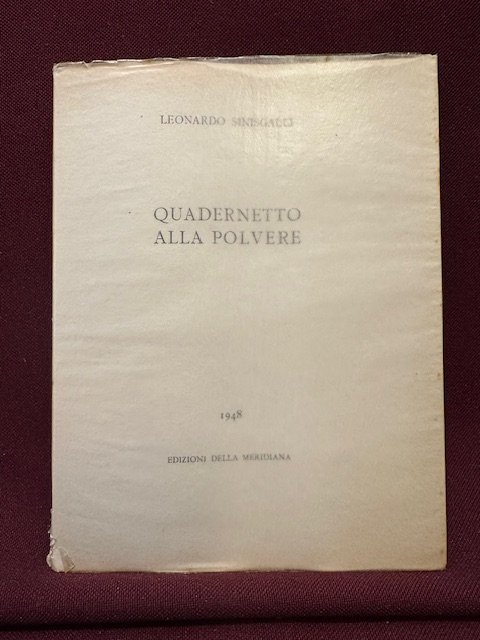 LEONARDO SINISGALLI
QUADERNETTO
ALLA POLVERE
1948
EDIZIONI DELLA MERIDIANA